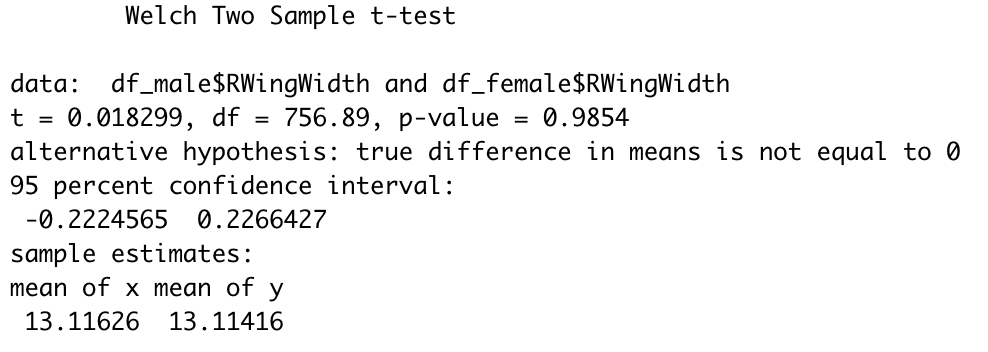 Welch Two Sample t-test
data:  df_male$RWingWidth and df_female$RWingWidth
t = 0.018299, df = 756.89, p-value = 0.9854
alternative hypothesis: true difference in means is not equal to 0
95 percent confidence interval:
 -0.2224565  0.2266427
sample estimates:
mean of x mean of y
 13.11626  13.11416